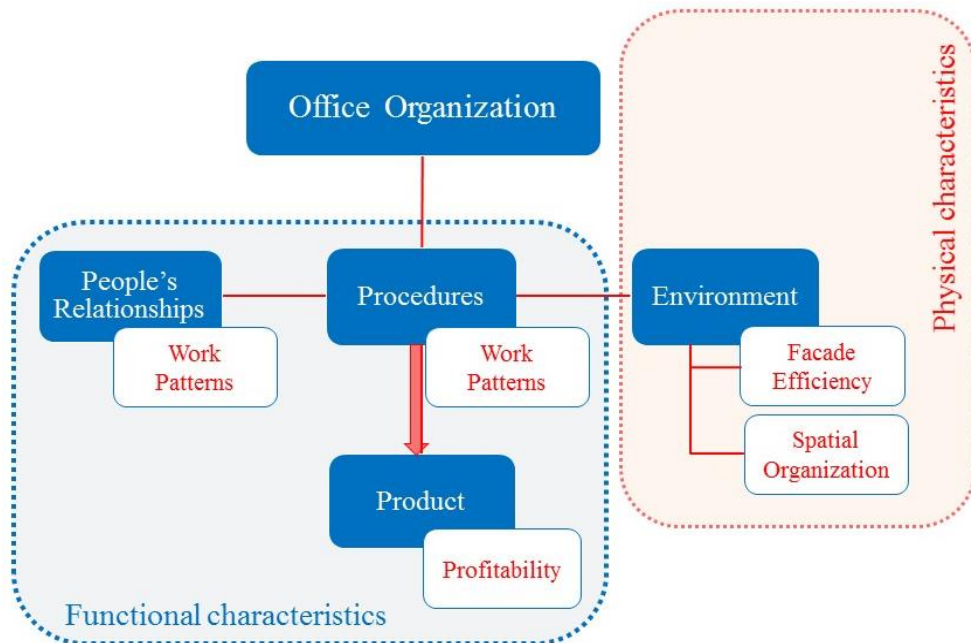 Office Organization
Physical characteristics
People's
Relationships
Procedures
Environment
Work
Patterns
Work
Patterns
Facade
Efficiency
Spatial
Organization
Product
Profitability
Functional characteristics